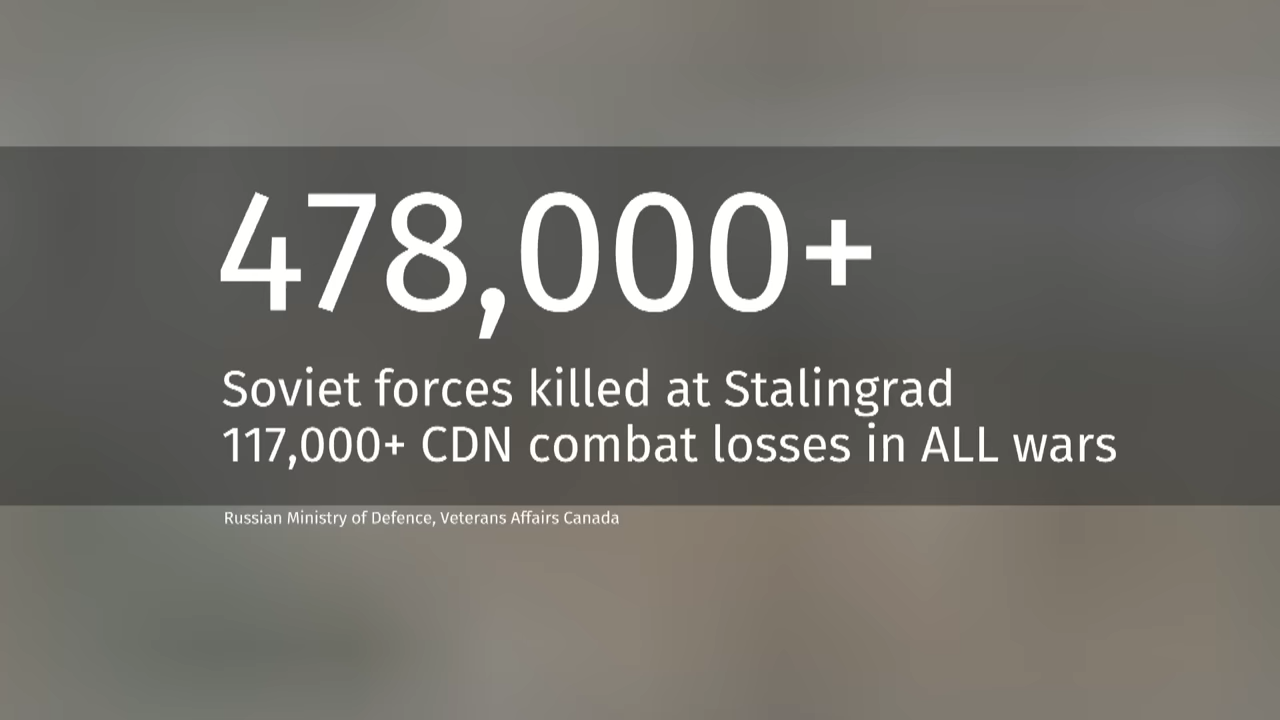 478,000+
Soviet forces killed at Stalingrad
117,000+ CDN combat losses in ALL wars
Russian Ministry of Defence, Veterans Affairs Canada